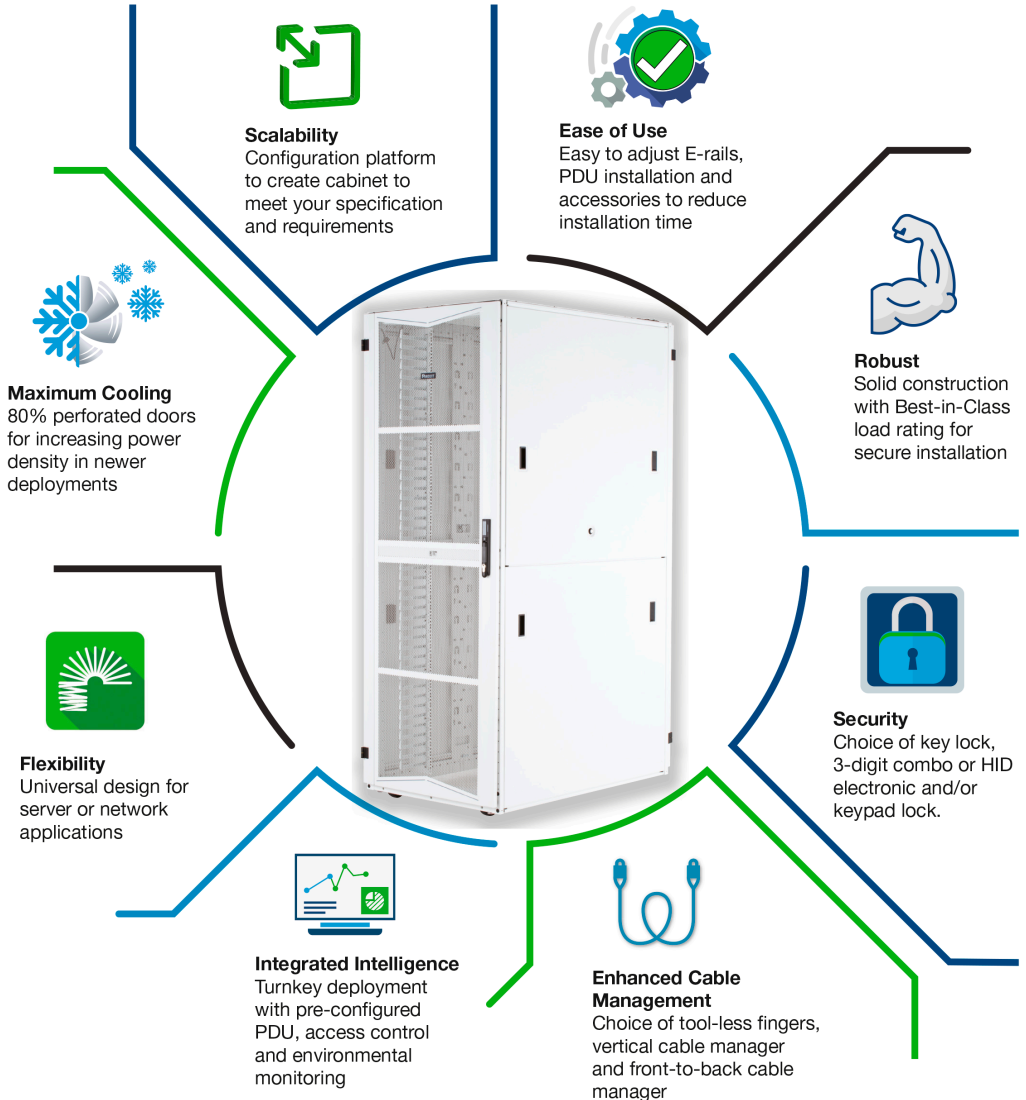 Scalability
Configuration platform
to create cabinet to
meet your specification
and requirements
Ease of Use
Easy to adjust E-rails,
PDU installation and
accessories to reduce
installation time
Robust
Solid construction
with Best-in-Class
load rating for
secure installation
Security
Choice of key lock,
3-digit combo or HID
electronic and/or
keypad lock.
Enhanced Cable
Management
Choice of tool-less fingers,
vertical cable manager
and front-to-back cable
manager
Integrated Intelligence
Turnkey deployment
with pre-configured
PDU, access control
and environmental
monitoring
Flexibility
Universal design for
server or network
applications
Maximum Cooling
80% perforated doors
for increasing power
density in newer
deployments